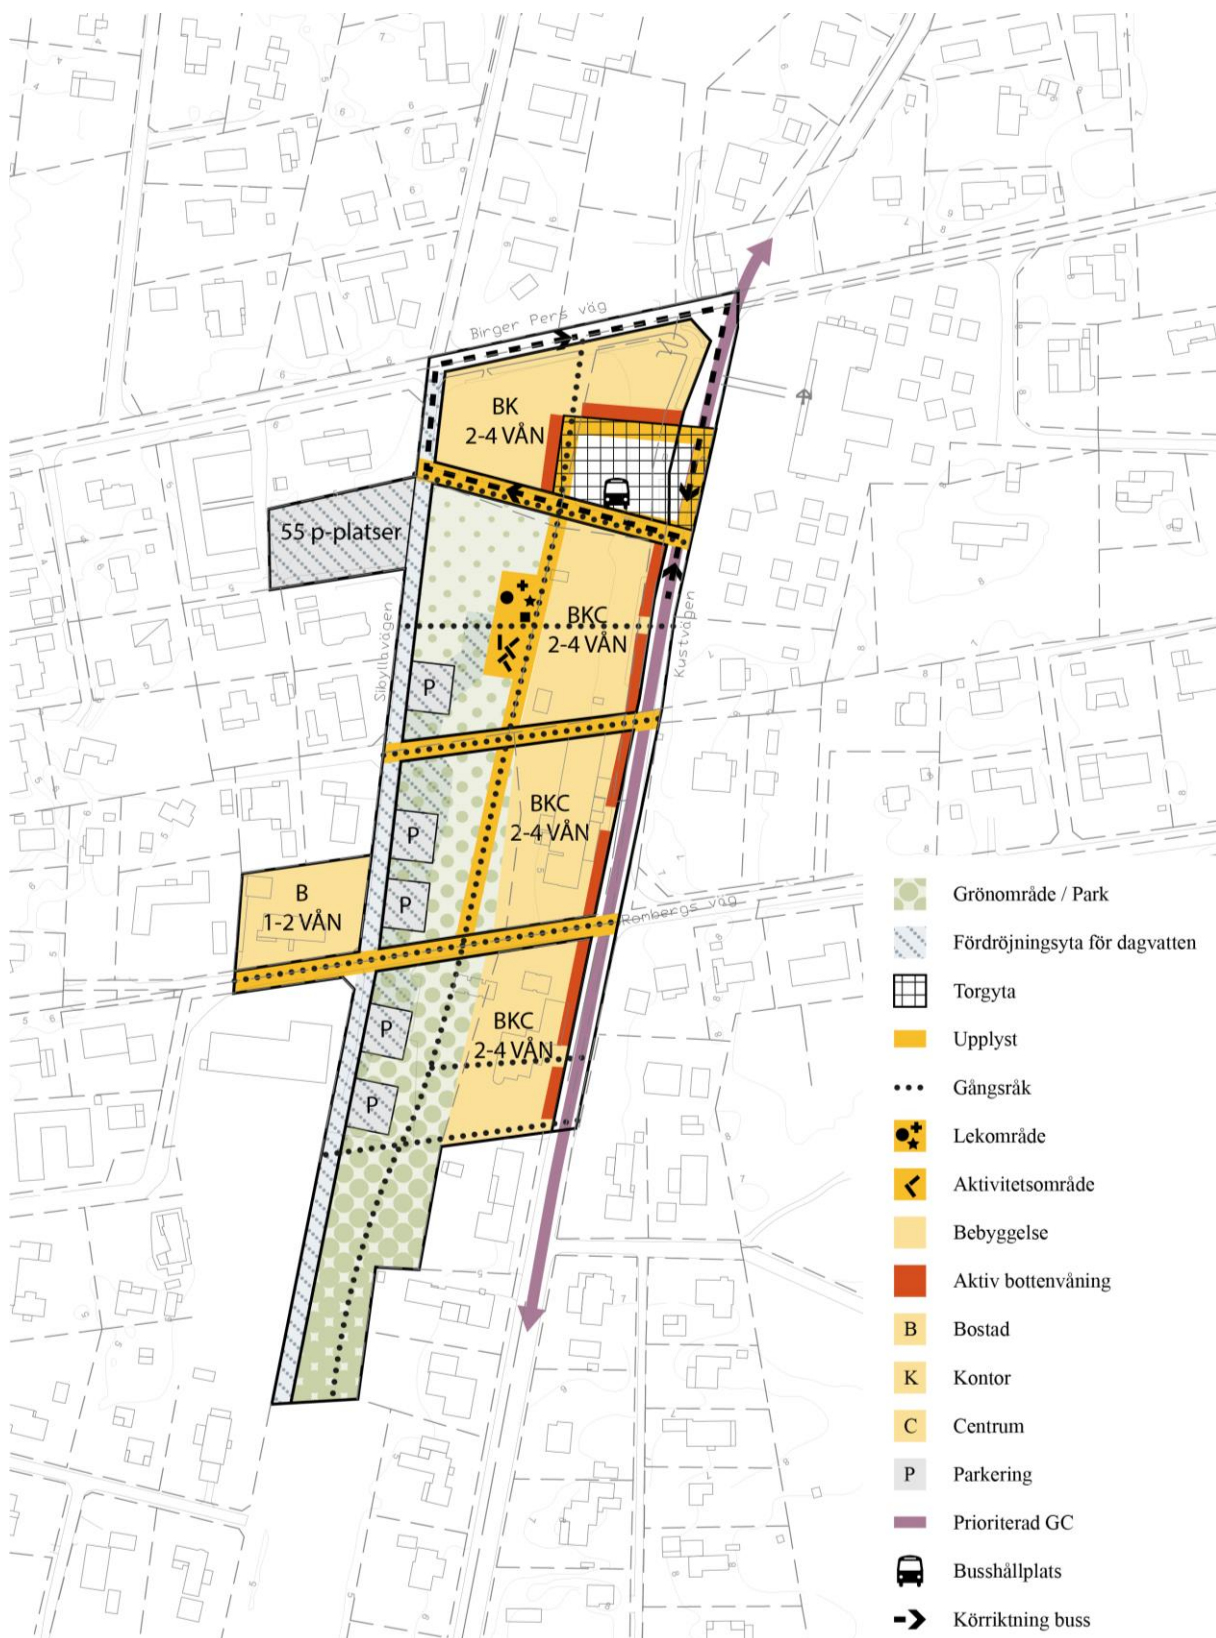 Birger Pers väg
BK
2-4 VÅN
55 p-platser
BKC
2-4 VÅN
Sibyllavägen
Kustvägen
P
BKC
2-4 VÅN
P
B
1-2 VÅN
P
Rombergs väg
BKC
2-4 VÅN
P
P
Grönområde / Park
Fördröjningsyta för dagvatten
Torgyta
Upplyst
Gångsråk
Lekområde
Aktivitetsområde
Bebyggelse
Aktiv bottenvåning
B Bostad
K Kontor
C Centrum
P Parkering
Prioriterad GC
Busshållplats
Körriktning buss